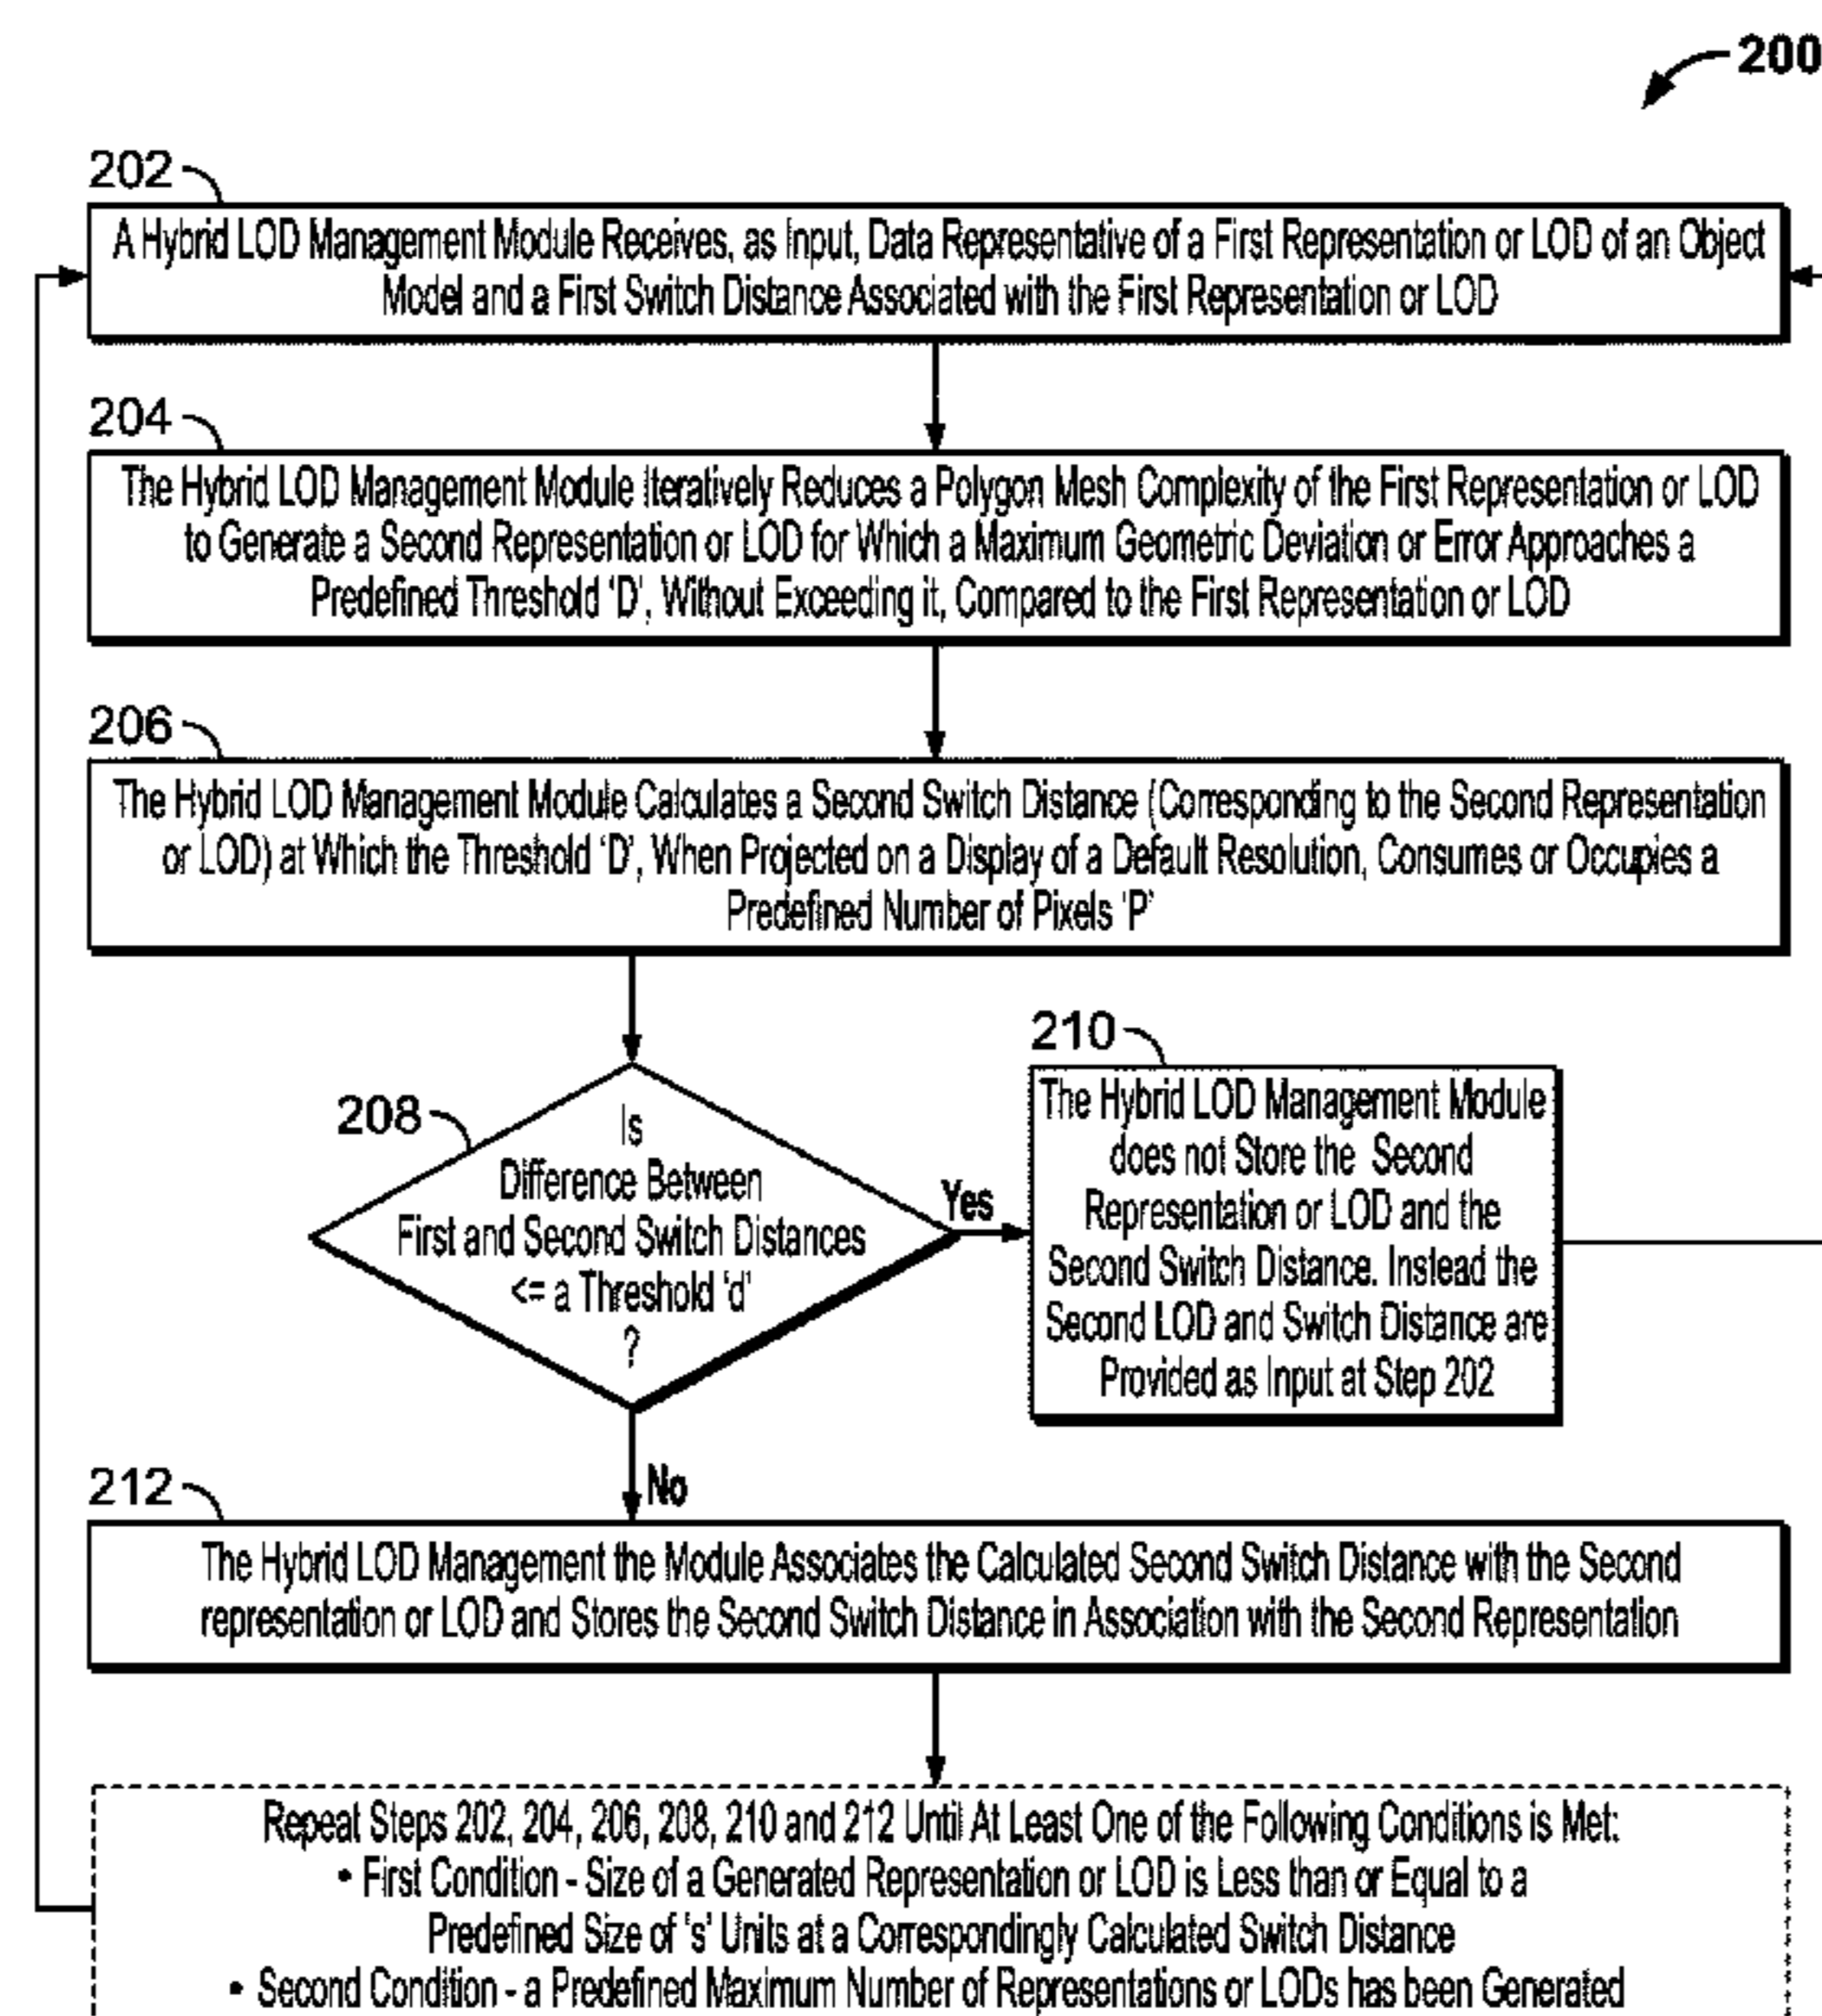 200
202
A Hybrid LOD Management Module Receives, as Input, Data Representative of a First Representation or LOD of an Object
Model and a First Switch Distance Associated with the First Representation or LOD
204
The Hybrid LOD Management Module Iteratively Reduces a Polygon Mesh Complexity of the First Representation or LOD
to Generate a Second Representation or LOD for Which a Maximum Geometric Deviation or Error Approaches a
Predefined Threshold ‘D’, Without Exceeding it, Compared to the First Representation or LOD
206
The Hybrid LOD Management Module Calculates a Second Switch Distance (Corresponding to the Second Representation
or LOD) at Which the Threshold ‘D’, When Projected on a Display of a Default Resolution, Consumes or Occupies a
Predefined Number of Pixels ‘P’
208
Is
Difference Between
First and Second Switch Distances
<= a Threshold ‘d’
?
Yes
210
The Hybrid LOD Management Module
does not Store the Second
Representation or LOD and the
Second Switch Distance. Instead the
Second LOD and Switch Distance are
Provided as Input at Step 202
No
212
The Hybrid LOD Management the Module Associates the Calculated Second Switch Distance with the Second
representation or LOD and Stores the Second Switch Distance in Association with the Second Representation
Repeat Steps 202, 204, 206, 208, 210 and 212 Until At Least One of the Following Conditions is Met:
• First Condition - Size of a Generated Representation or LOD is Less than or Equal to a
Predefined Size of ‘s’ Units at a Correspondingly Calculated Switch Distance
• Second Condition - a Predefined Maximum Number of Representations or LODs has been Generated